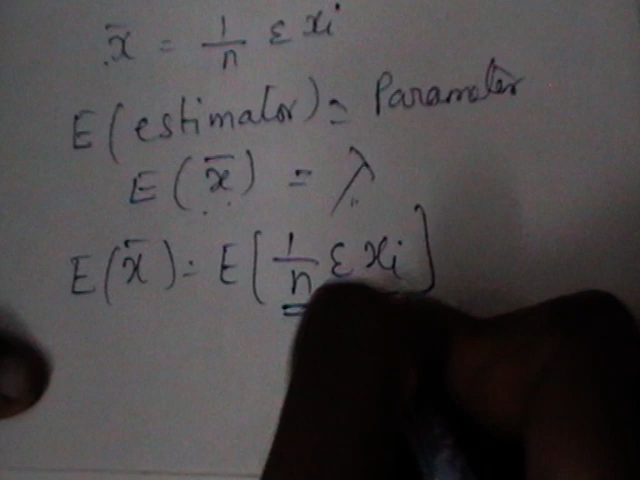 x̄ = 1/n Σ xi
E(estimator) = Parameter
E(x̄) = λ
E(x̄) = E[1/n Σ xi]